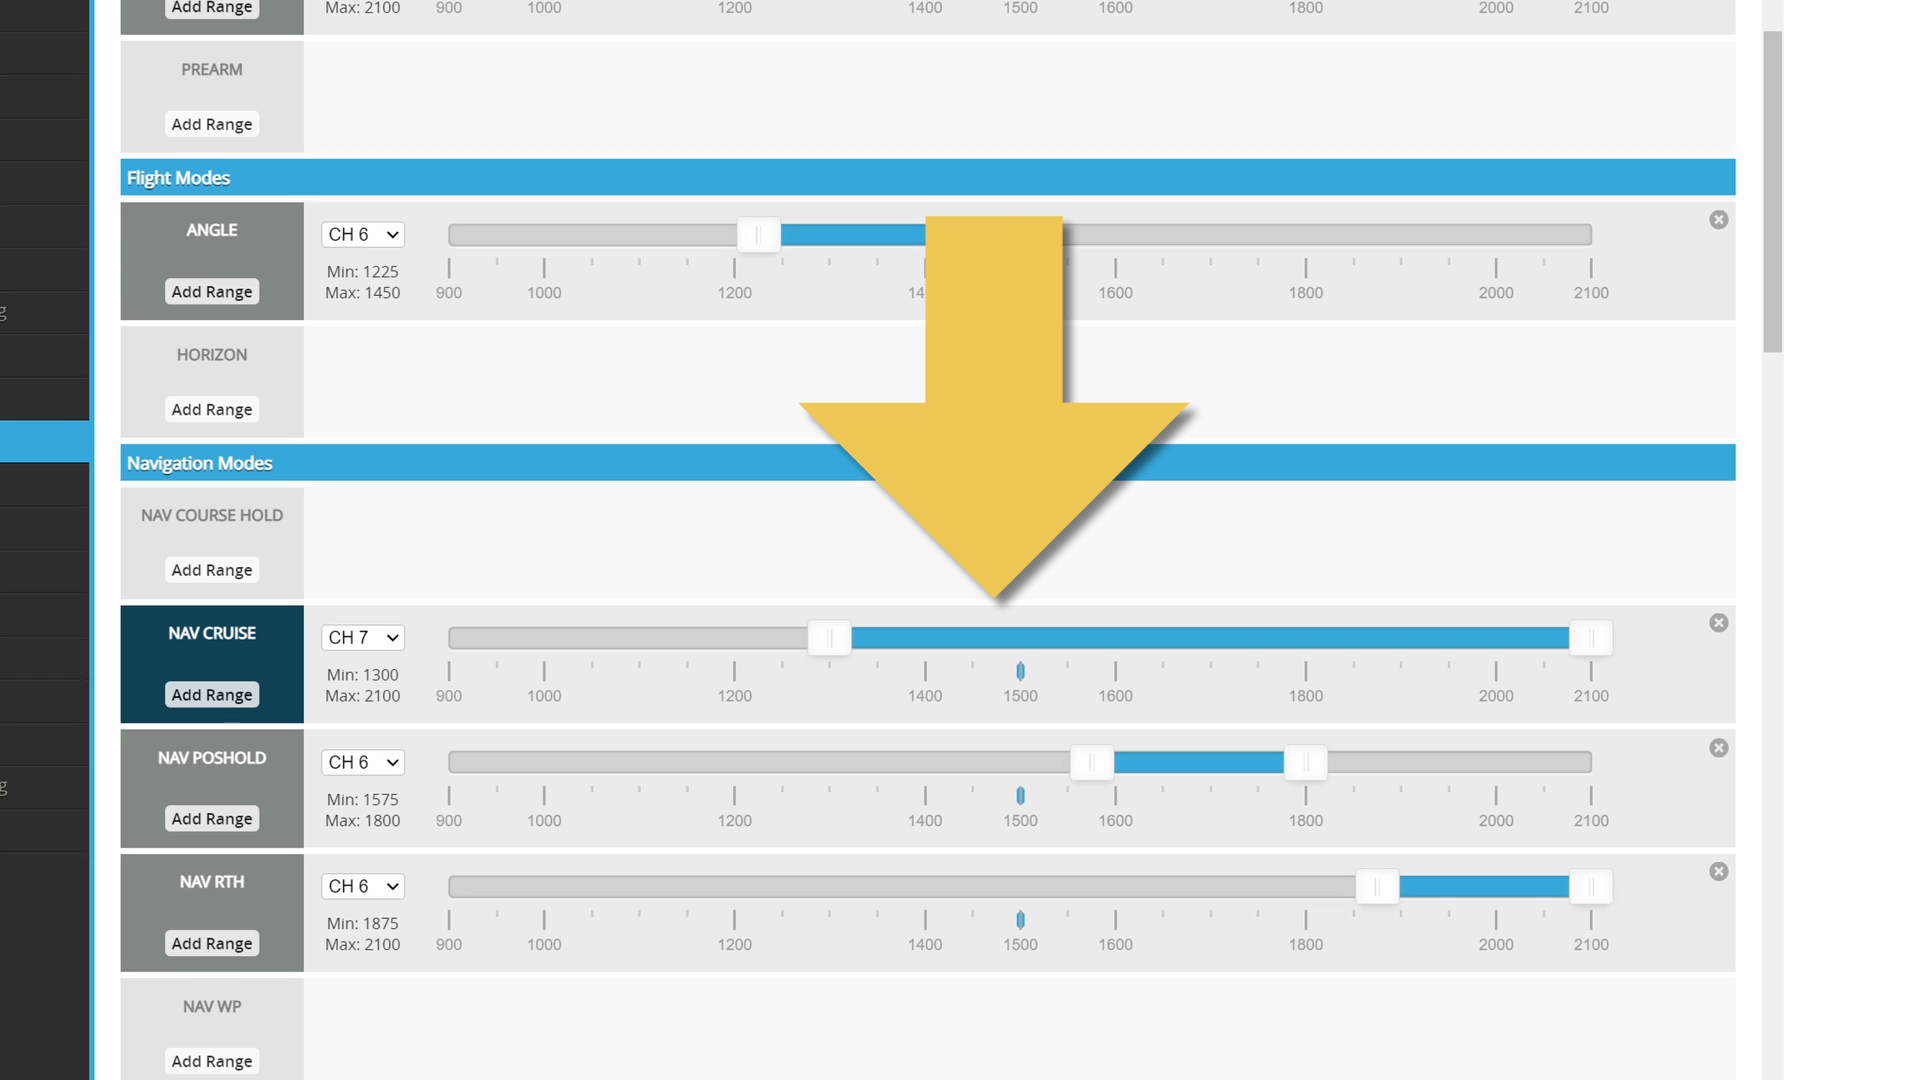 Add Range
Max: 2100
900 1000 1200 1400 1500 1600 1800 2000 2100
PREARM
Add Range
Flight Modes
ANGLE
CH 6
Min: 1225
Max: 1450
Add Range
900 1000 1200 14 1600 1800 2000 2100
HORIZON
Add Range
Navigation Modes
NAV COURSE HOLD
Add Range
NAV CRUISE
CH 7
Min: 1300
Max: 2100
Add Range
900 1000 1200 1400 1500 1600 1800 2000 2100
NAV POSHOLD
CH 6
Min: 1575
Max: 1800
Add Range
900 1000 1200 1400 1500 1600 1800 2000 2100
NAV RTH
CH 6
Min: 1875
Max: 2100
Add Range
900 1000 1200 1400 1500 1600 1800 2000 2100
NAV WP
Add Range
g
g